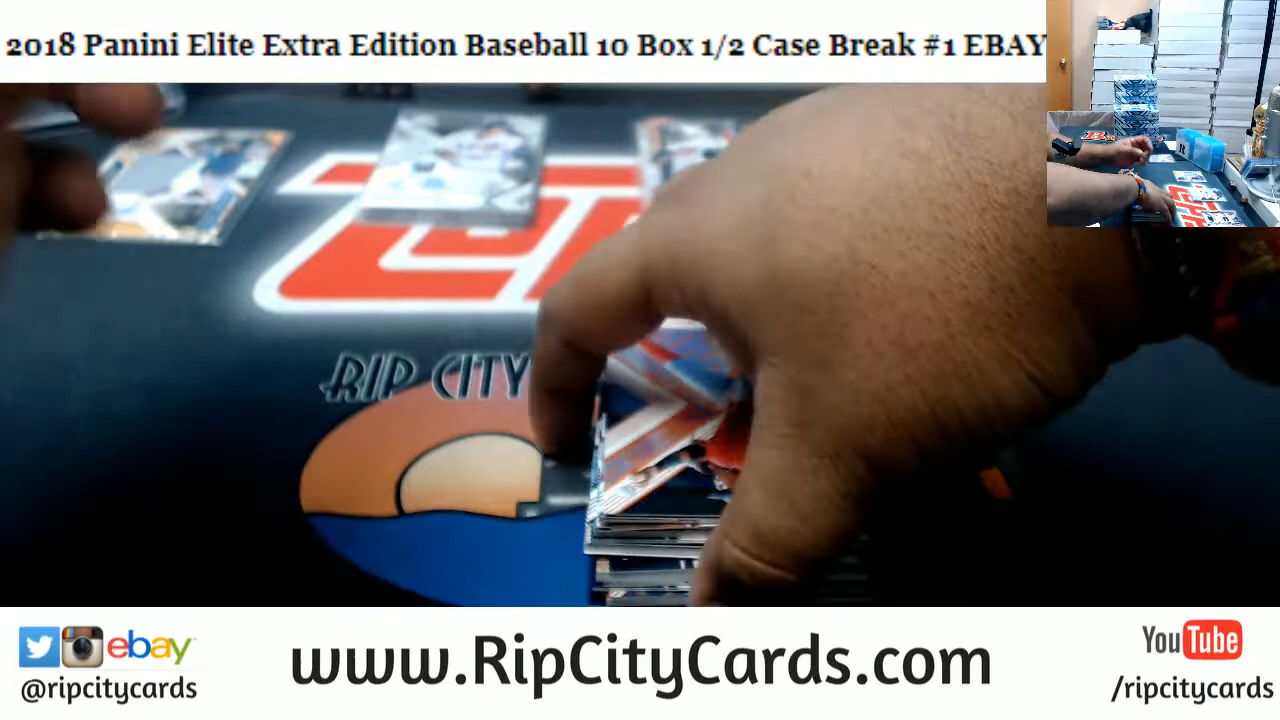 2018 Panini Elite Extra Edition Baseball 10 Box 1/2 Case Break #1 EBAY
RIP CITY
ebay
@ripcitycards
www.RipCityCards.com
YouTube
/ripcitycards